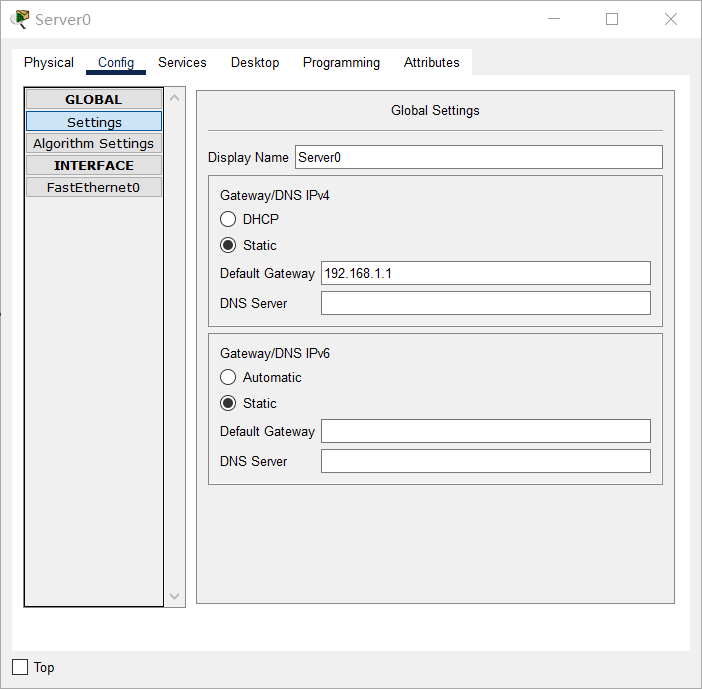 Server0
Physical Config Services Desktop Programming Attributes
GLOBAL
Settings
Algorithm Settings
INTERFACE
FastEthernet0
Global Settings
Display Name Server0
Gateway/DNS IPv4
DHCP
Static
Default Gateway 192.168.1.1
DNS Server
Gateway/DNS IPv6
Automatic
Static
Default Gateway
DNS Server
Top